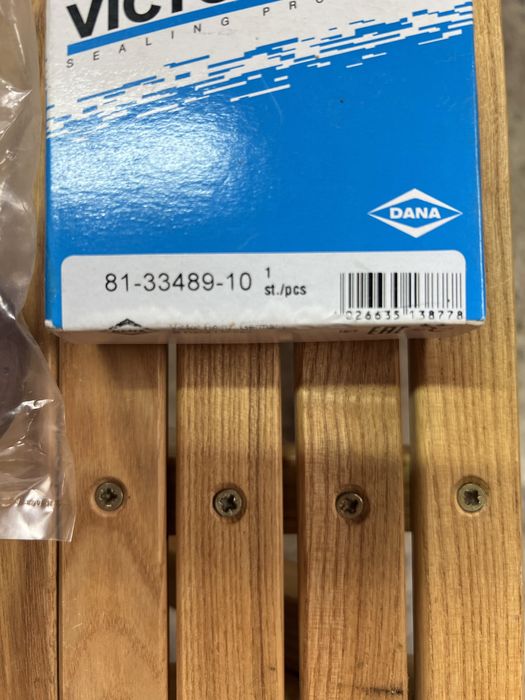 SEALING PRO
DANA
81-33489-10
1
st./pcs
026635 138778